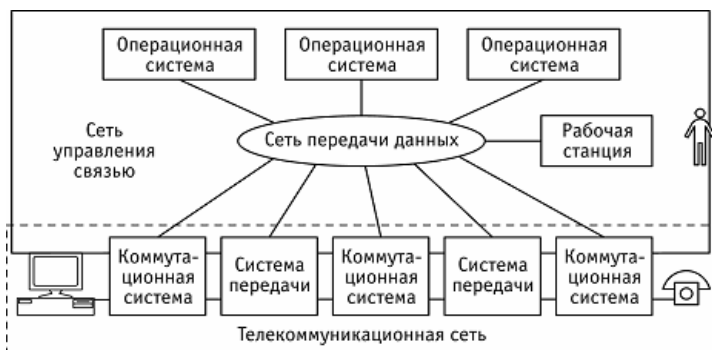 Операционная
система
Операционная
система
Операционная
система
Сеть
управления
связью
Сеть передачи данных
Рабочая
станция
Коммута-
ционная
система
Система
передачи
Коммута-
ционная
система
Система
передачи
Коммута-
ционная
система
Телекоммуникационная сеть